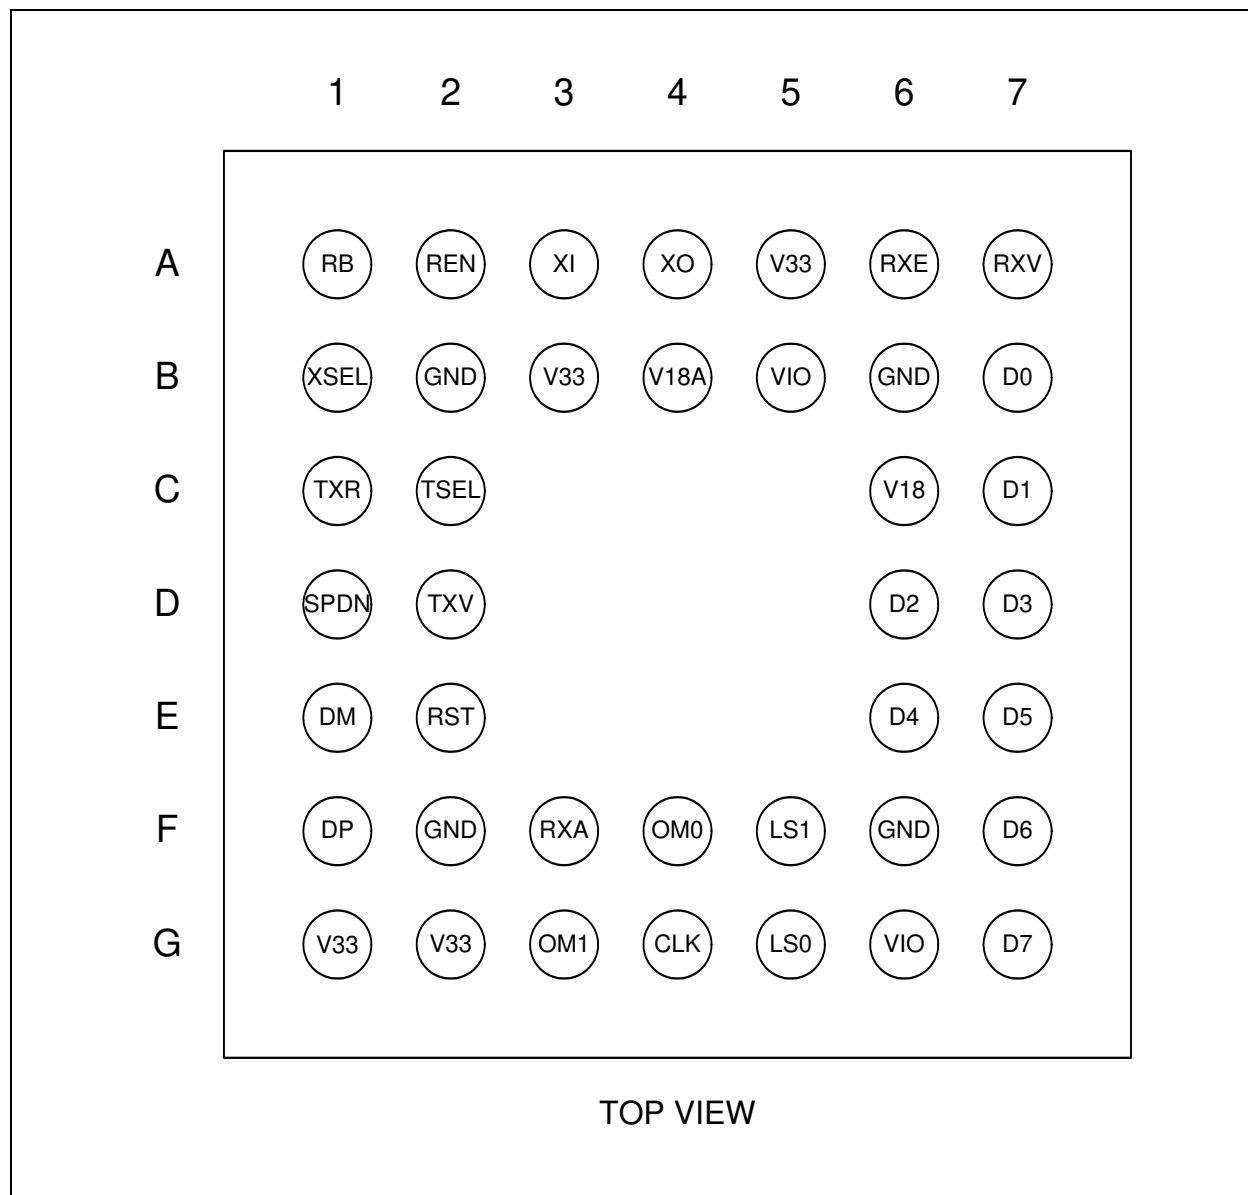 1 2 3 4 5 6 7
A RB REN XI XO V33 RXE RXV
B XSEL GND V33 V18A VIO GND D0
C TXR TSEL V18 D1
D SPDN TXV D2 D3
E DM RST D4 D5
F DP GND RXA OM0 LS1 GND D6
G V33 V33 OM1 CLK LS0 VIO D7
TOP VIEW